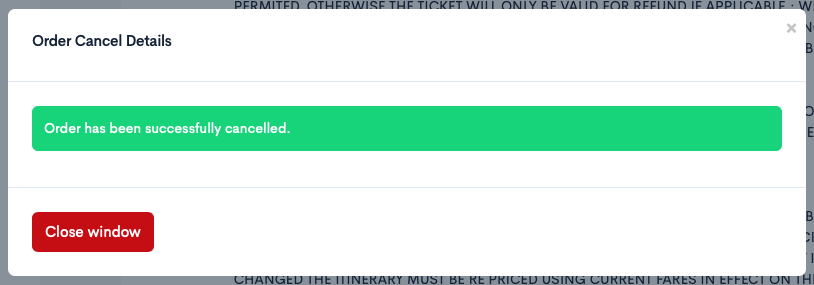 PERMITED, OTHERWISE THE TICKET WILL ONLY BE VALID FOR REFUND IF APPLICABLE
Order Cancel Details
×
Order has been successfully cancelled.
Close window
CHANGED THE ITINERARY MUST BE RE PRICED USING CURRENT FARES IN EFFECT ON